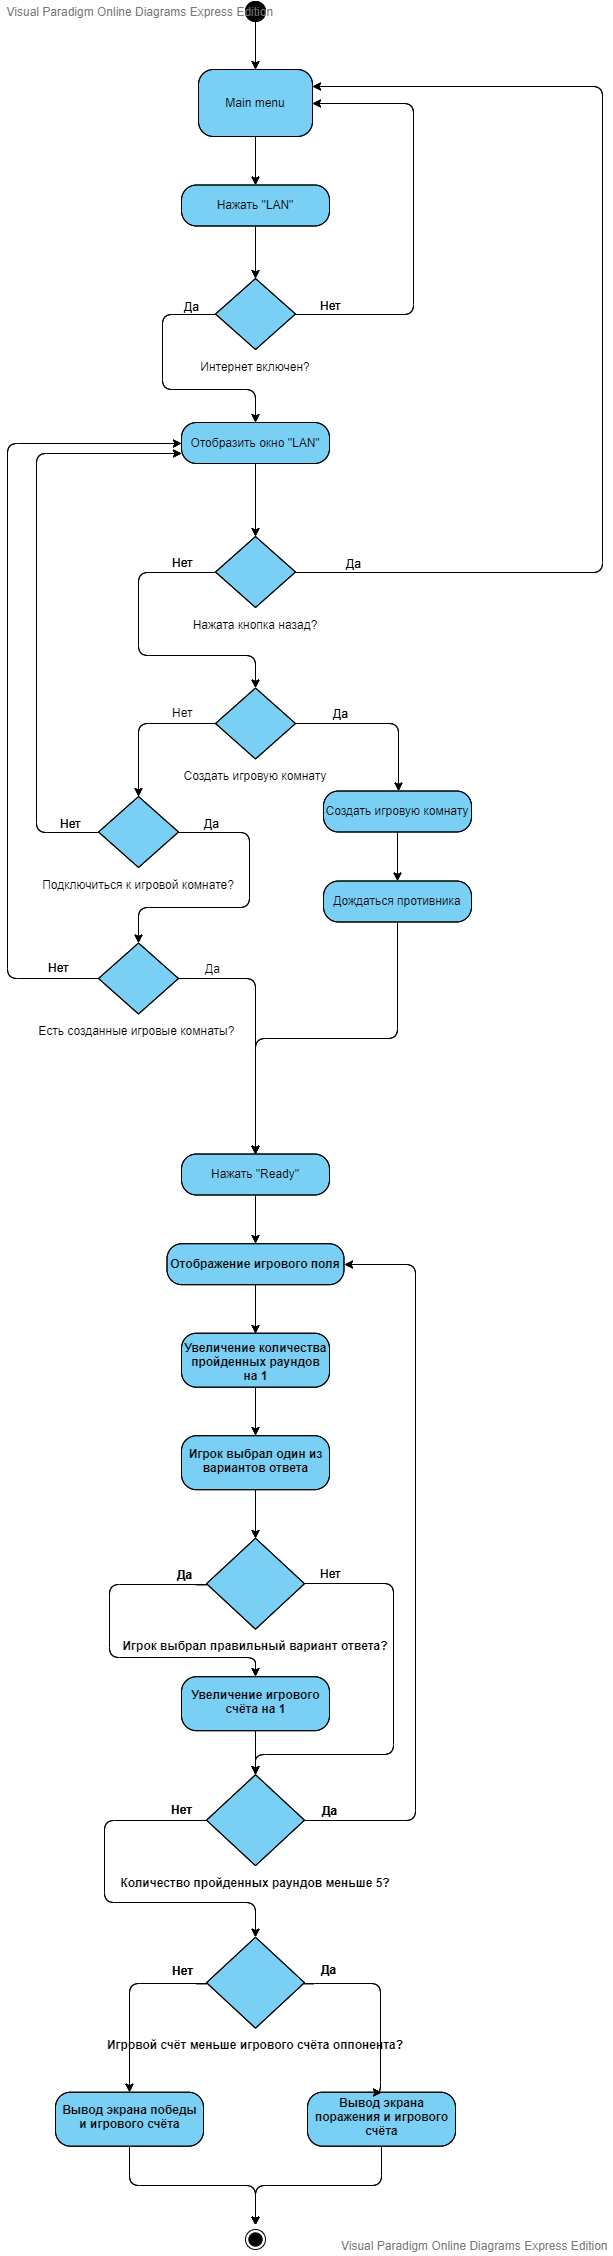 Visual Paradigm Online Diagrams Express Edition
Main menu
Нажать "LAN"
Да
Нет
Интернет включен?
Отобразить окно "LAN"
Нет
Да
Нажата кнопка назад?
Нет
Да
Создать игровую комнату
Создать игровую комнату
Нет
Да
Подключиться к игровой комнате?
Дождаться противника
Нет
Да
Есть созданные игровые комнаты?
Нажать "Ready"
Отображение игрового поля
Увеличение количества
пройденных раундов
на 1
Игрок выбрал один из
вариантов ответа
Да
Нет
Игрок выбрал правильный вариант ответа?
Увеличение игрового
счёта на 1
Нет
Да
Количество пройденных раундов меньше 5?
Нет
Да
Игровой счёт меньше игрового счёта оппонента?
Вывод экрана победы
и игрового счёта
Вывод экрана
поражения и игрового
счёта
Visual Paradigm Online Diagrams Express Edition